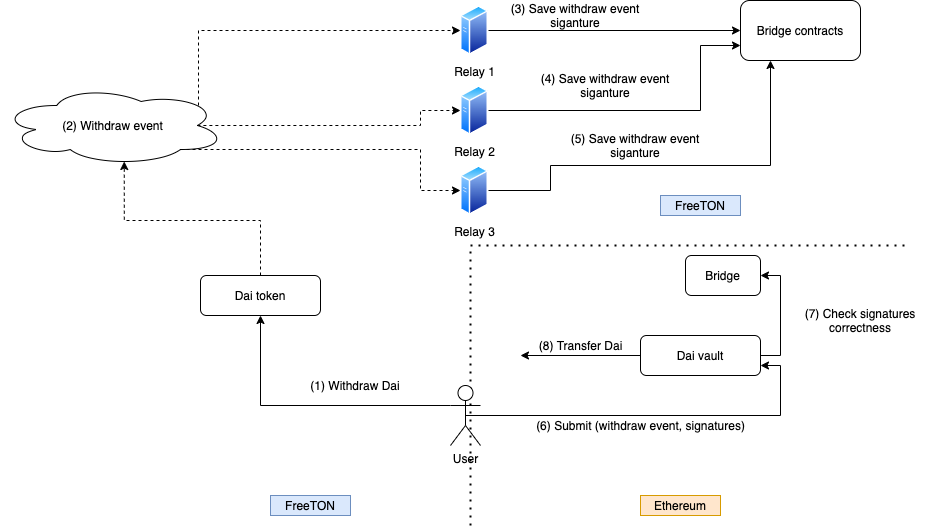 (3) Save withdraw event
siganture
Bridge contracts
Relay 1
(4) Save withdraw event
siganture
(2) Withdraw event
Relay 2
(5) Save withdraw event
siganture
FreeTON
Relay 3
Bridge
Dai token
(7) Check signatures
correctness
(8) Transfer Dai
Dai vault
(1) Withdraw Dai
(6) Submit (withdraw event, signatures)
User
FreeTON
Ethereum